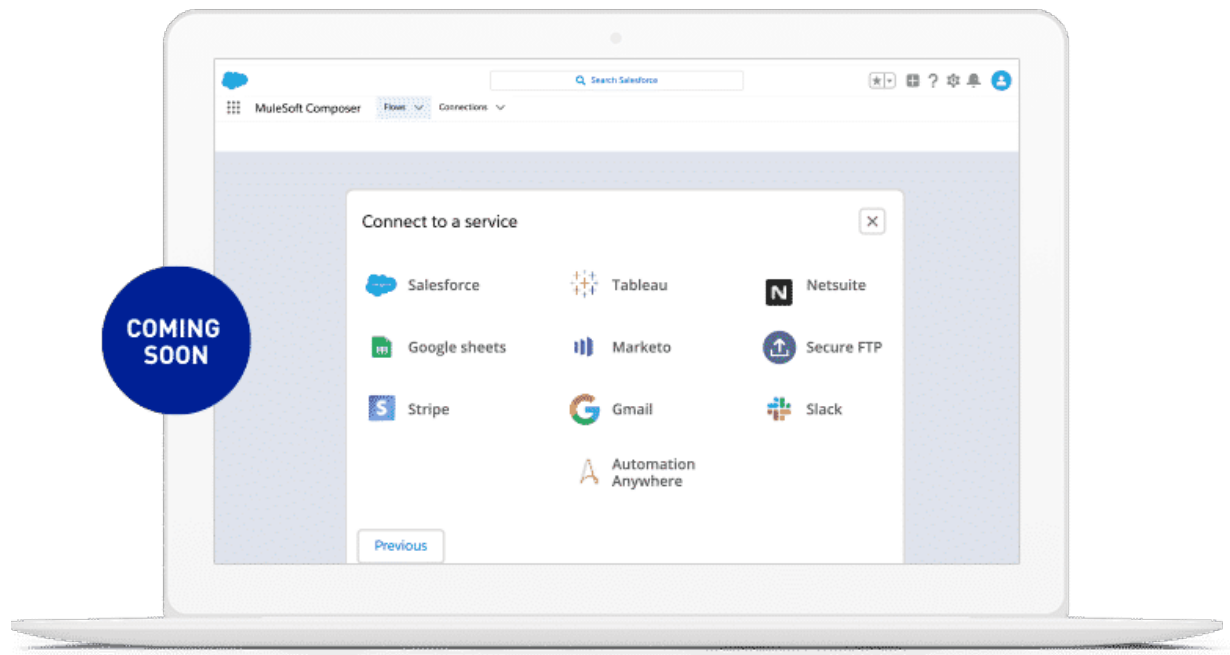 Search Salesforce
MuleSoft Composer
Flows
Connections
Connect to a service
Salesforce
Tableau
Netsuite
Google sheets
Marketo
Secure FTP
Stripe
Gmail
Slack
Automation
Anywhere
Previous
COMING
SOON